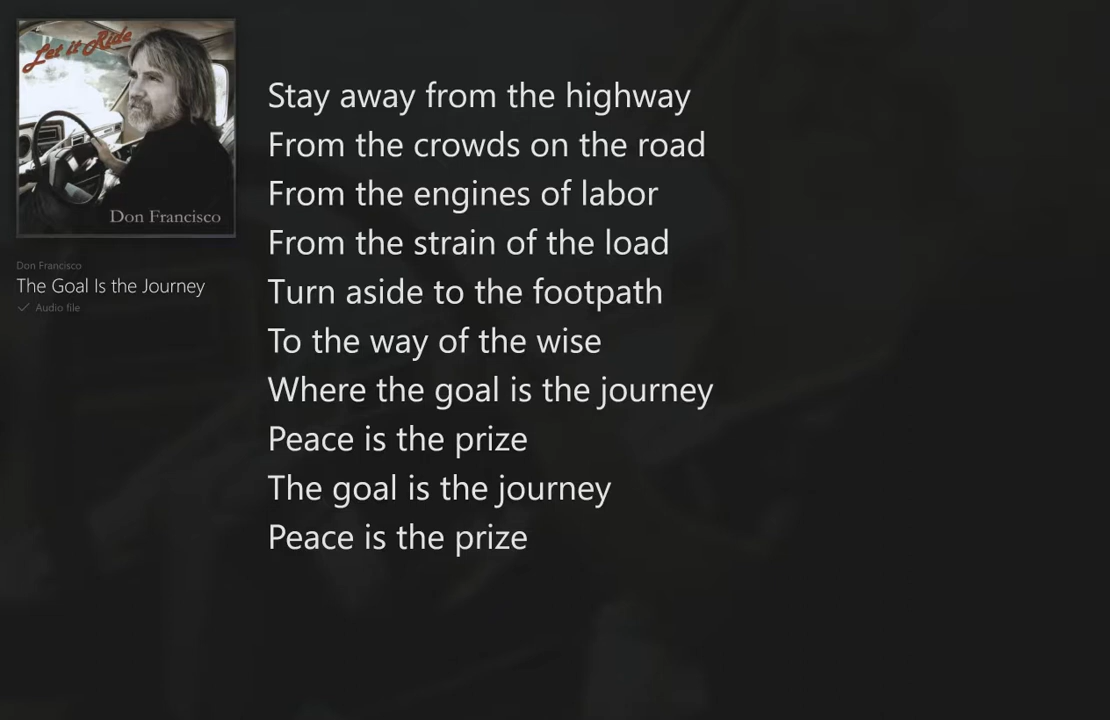 Let it Ride
Don Francisco
Don Francisco
The Goal Is the Journey
Audio file
Stay away from the highway
From the crowds on the road
From the engines of labor
From the strain of the load
Turn aside to the footpath
To the way of the wise
Where the goal is the journey
Peace is the prize
The goal is the journey
Peace is the prize